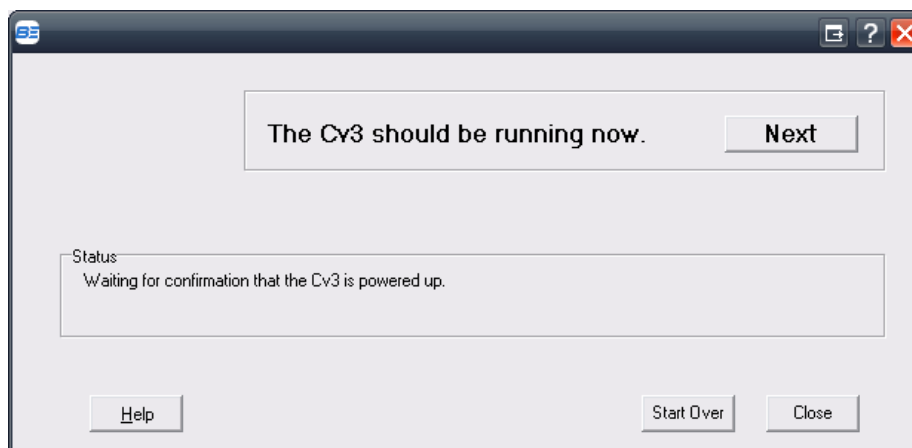 BE
?
The Cv3 should be running now.
Next
Status
Waiting for confirmation that the Cv3 is powered up.
Help
Start Over
Close